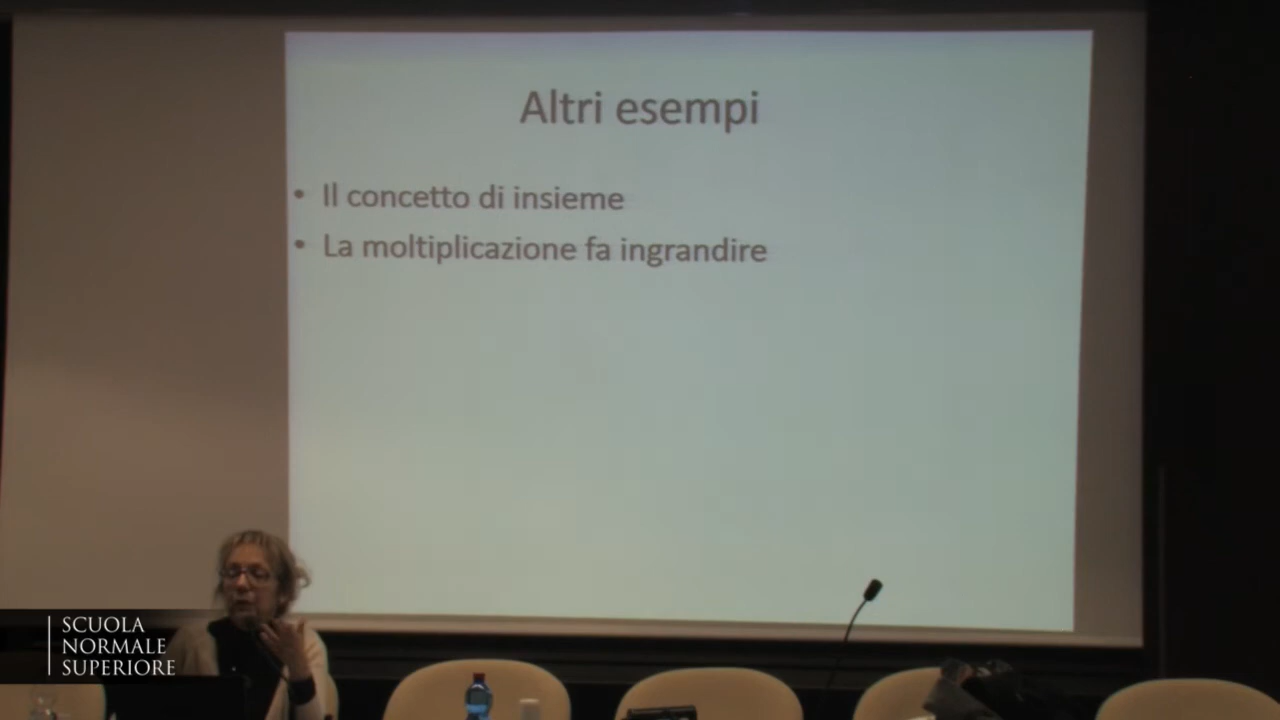 Altri esempi
• Il concetto di insieme
• La moltiplicazione fa ingrandire
SCUOLA
NORMALE
SUPERIORE